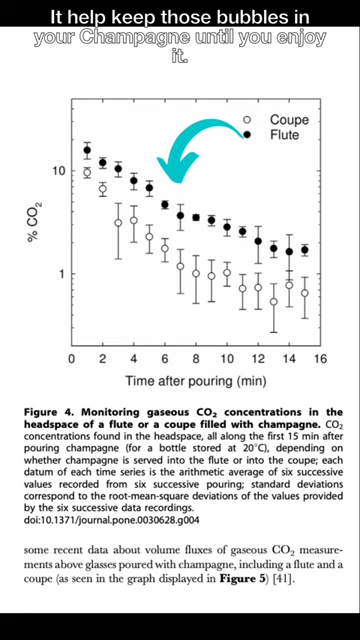 It help keep those bubbles in
your Champagne until you enjoy
it.
Coupe
Flute
10
1
% CO2
0 2 4 6 8 10 12 14 16
Time after pouring (min)
Figure 4. Monitoring gaseous CO2 concentrations in the
headspace of a flute or a coupe filled with champagne. CO2
concentrations found in the headspace, all along the first 15 min after
pouring champagne (for a bottle stored at 20°C), depending on
whether champagne is served into the flute or into the coupe; each
datum of each time series is the arithmetic average of six successive
values recorded from six successive pouring; standard deviations
correspond to the root-mean-square deviations of the values provided
by the six successive data recordings.
doi:10.1371/journal.pone.0030628.g004
some recent data about volume fluxes of gaseous CO2 measure-
ments above glasses poured with champagne, including a flute and a
coupe (as seen in the graph displayed in Figure 5) [41].